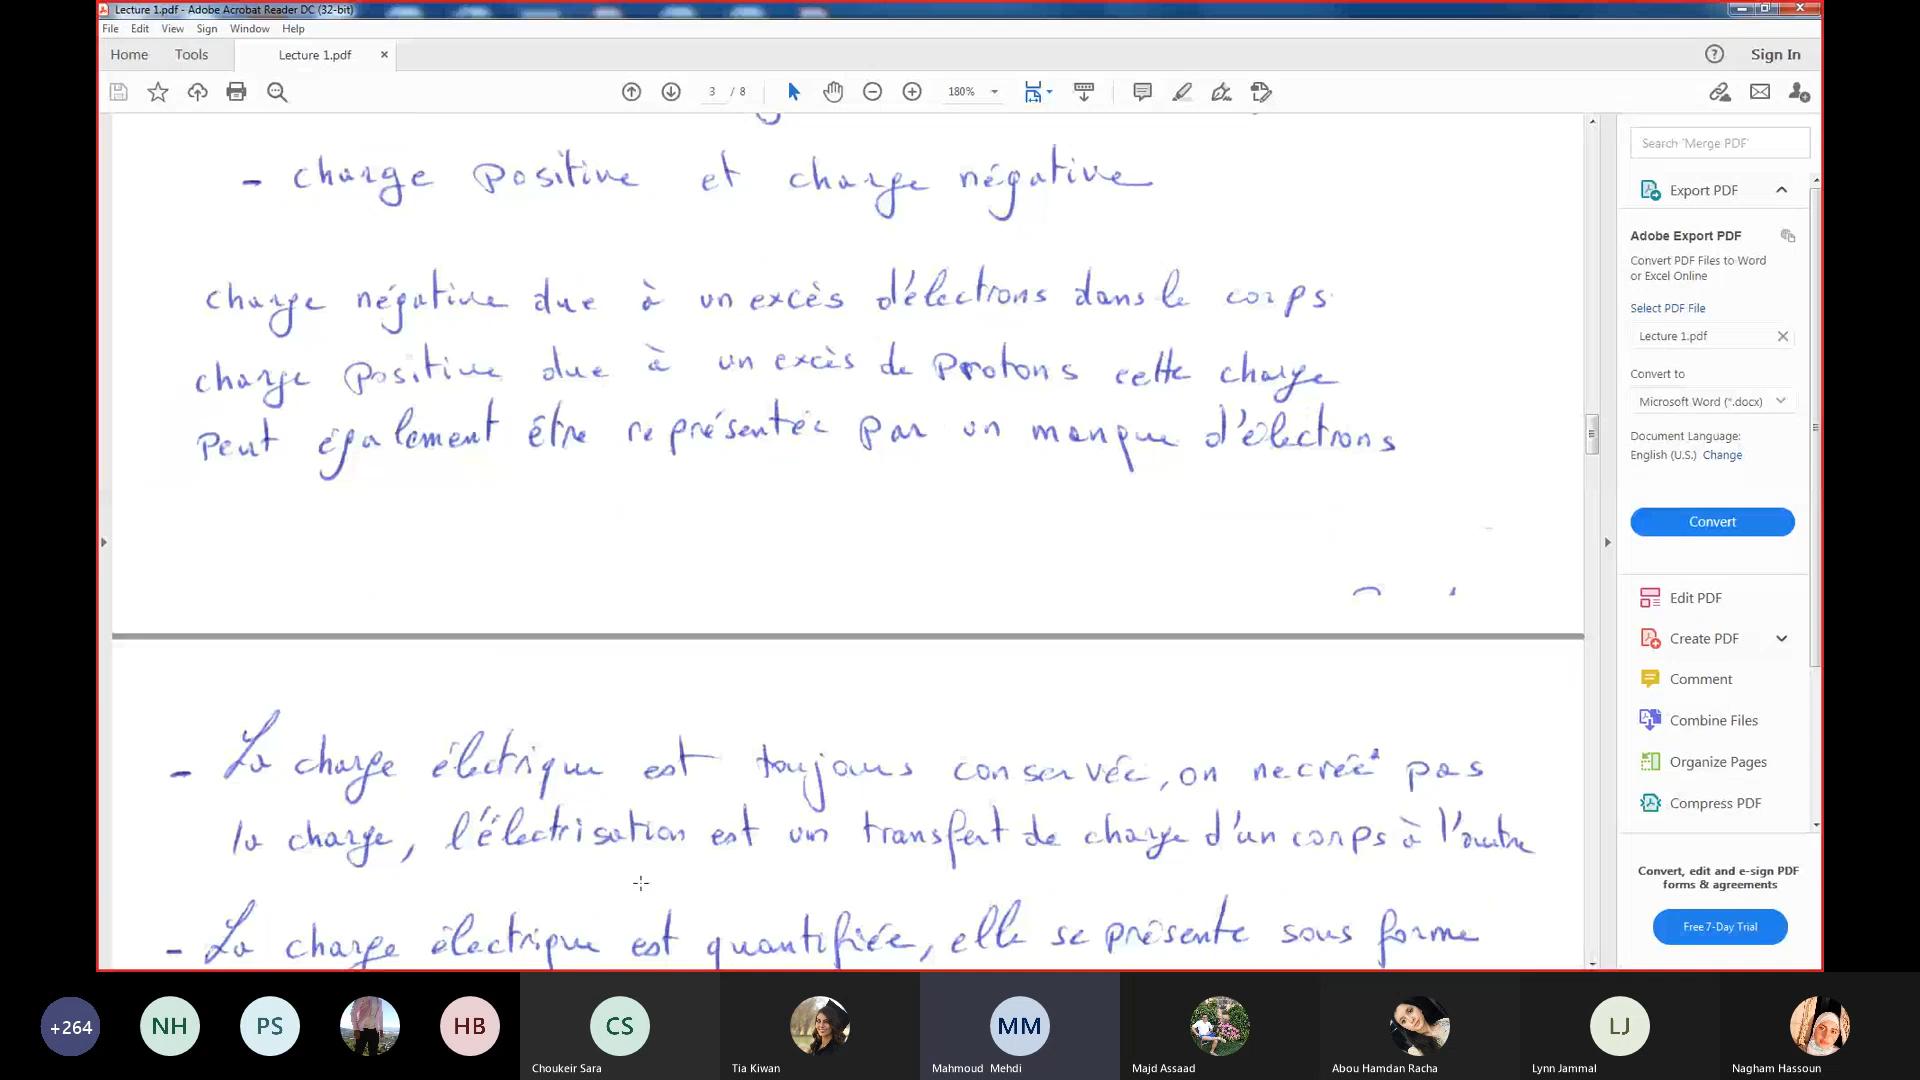 Lecture 1.pdf - Adobe Acrobat Reader DC (32-bit)
File Edit View Sign Window Help
Home Tools Lecture 1.pdf × Sign In
3 / 8 180%
- charge positive et charge négative
charge négative due à un excès d'électrons dans le corps
charge positive due à un excès de protons cette charge
peut également être représentée par un manque d'électrons
- La charge électrique est toujours conservée, on ne crée pas
la charge, l'électrisation est un transfert de charge d'un corps à l'autre
- La charge électrique est quantifiée, elle se présente sous forme
Search 'Merge PDF'
Export PDF
Adobe Export PDF
Convert PDF Files to Word
or Excel Online
Select PDF File
Lecture 1.pdf
Convert to
Microsoft Word (*.docx)
Document Language:
English (U.S.) Change
Convert
Edit PDF
Create PDF
Comment
Combine Files
Organize Pages
Compress PDF
Convert, edit and e-sign PDF
forms & agreements
Free 7-Day Trial
+264 NH PS HB CS MM LJ
Choukeir Sara Tia Kiwan Mahmoud Mehdi Majd Assaad Abou Hamdan Racha Lynn Jammal Nagham Hassoun